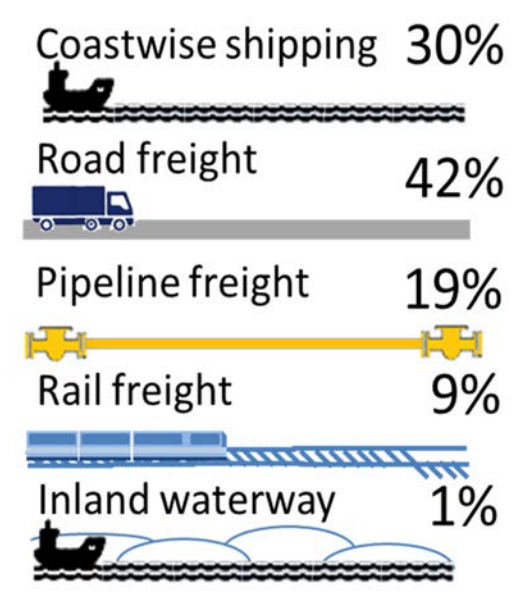 Coastwise shipping 30%
Road freight 42%
Pipeline freight 19%
Rail freight 9%
Inland waterway 1%